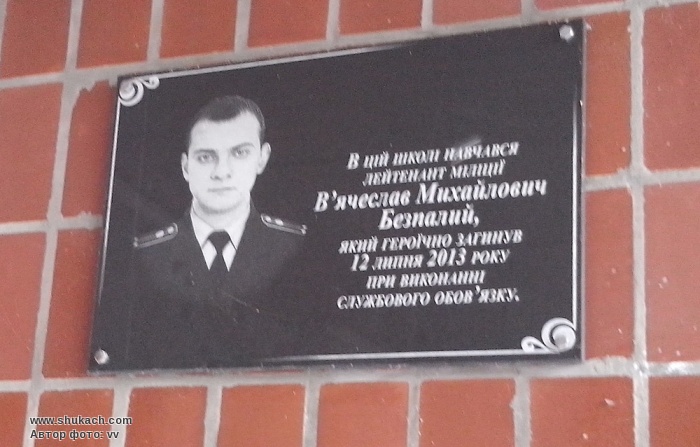 В ЦІЙ ШКОЛІ НАВЧАВСЯ
ЛЕЙТЕНАНТ МІЛІЦІЇ
В'ячеслав Михайлович
Безпалий,
ЯКИЙ ГЕРОЇЧНО ЗАГИНУВ
12 ЛИПНЯ 2013 РОКУ
ПРИ ВИКОНАННІ
СЛУЖБОВОГО ОБОВ'ЯЗКУ.
www.shukach.com
Автор фото: vv